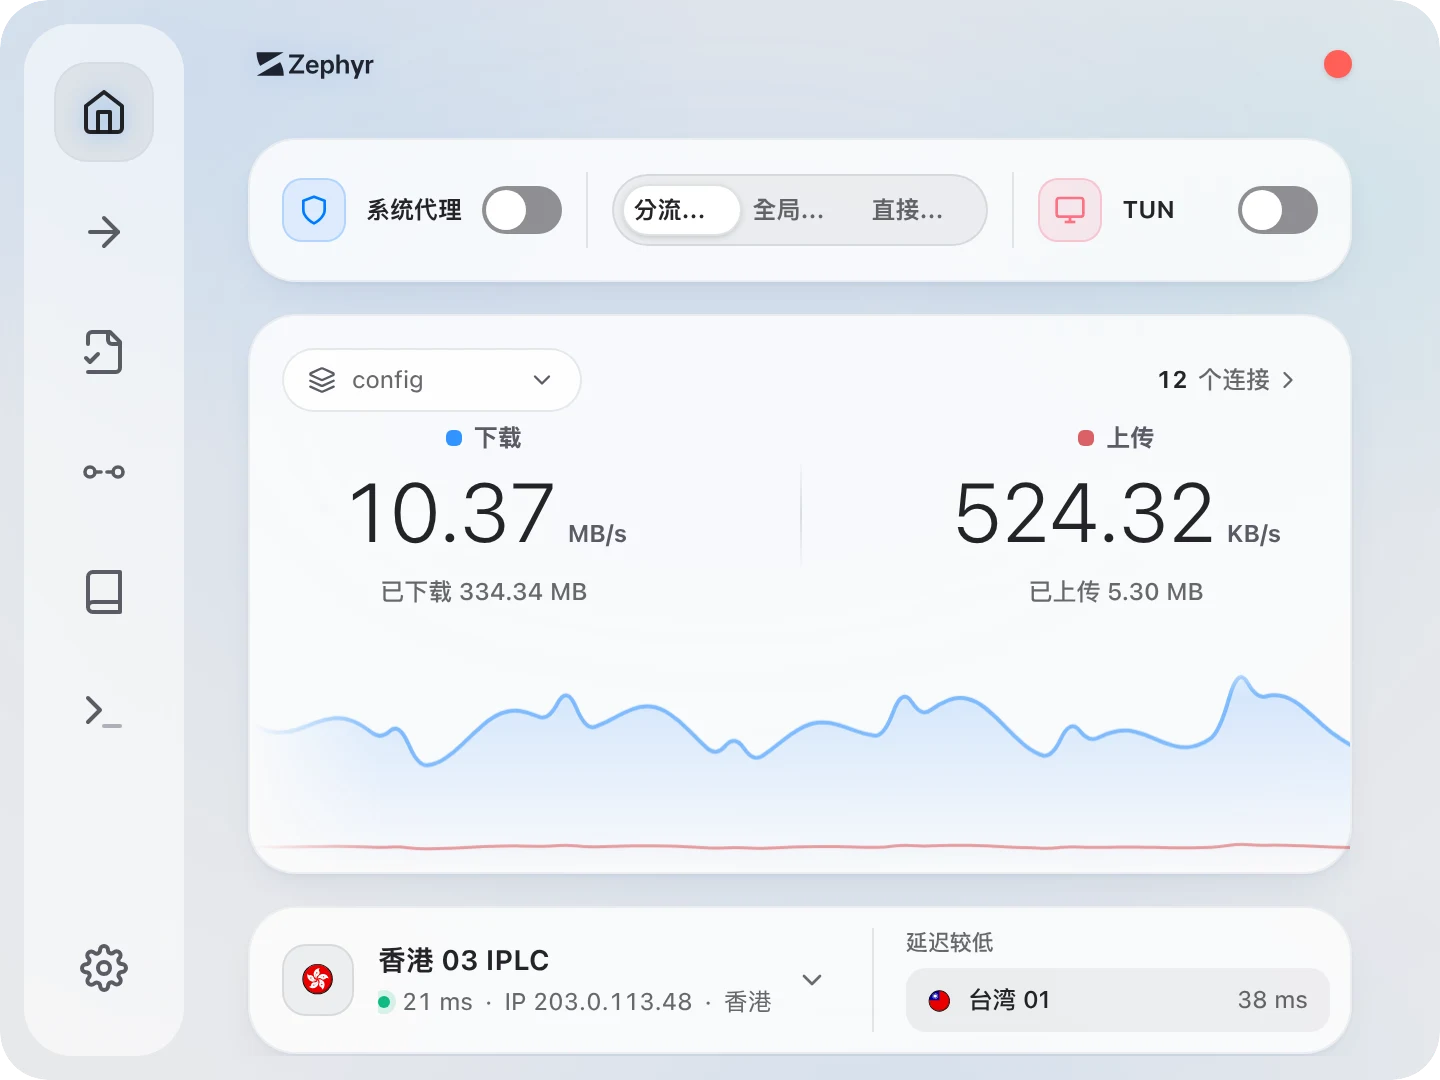 Zephyr
系统代理
分流...
全局...
直接...
TUN
config
12 个连接
下载
10.37 MB/s
已下载 334.34 MB
上传
524.32 KB/s
已上传 5.30 MB
香港 03 IPLC
21 ms · IP 203.0.113.48 · 香港
延迟较低
台湾 01
38 ms